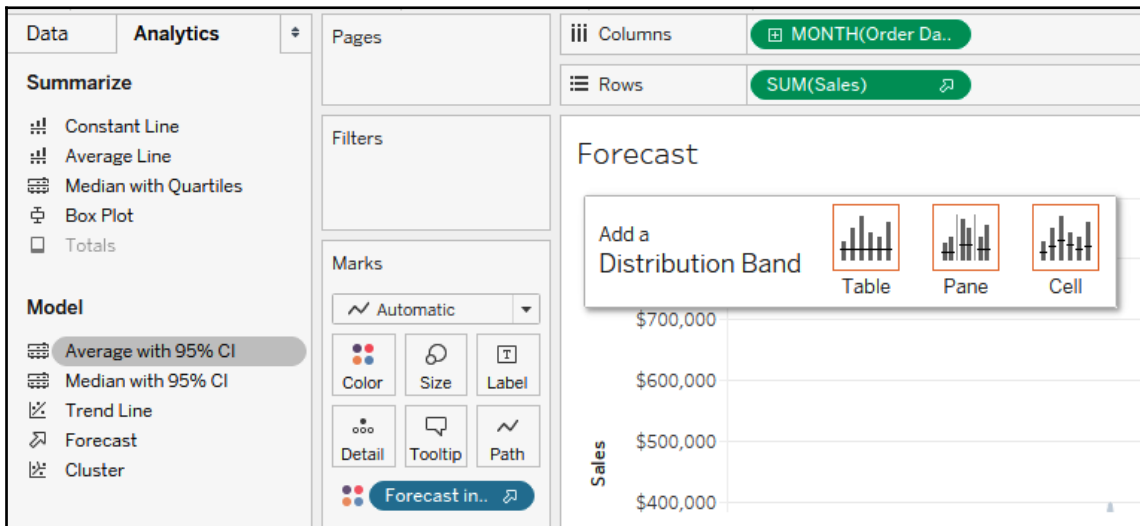 Data
Analytics
Summarize
Constant Line
Average Line
Median with Quartiles
Box Plot
Totals
Model
Average with 95% CI
Median with 95% CI
Trend Line
Forecast
Cluster
Pages
Filters
Marks
Automatic
Color
Size
Label
Detail
Tooltip
Path
Forecast in..
Columns
MONTH(Order Da..
Rows
SUM(Sales)
Forecast
Add a
Distribution Band
Table
Pane
Cell
$700,000
$600,000
$500,000
$400,000
Sales